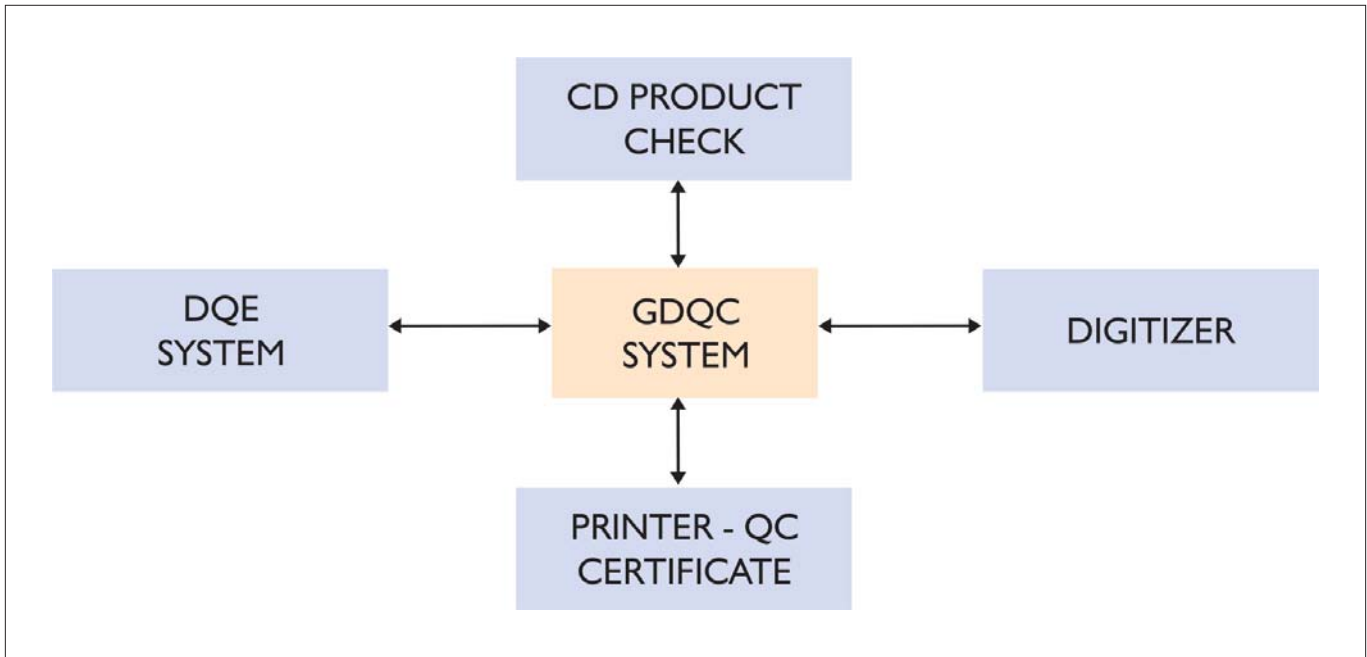 CD PRODUCT
CHECK
DQE
SYSTEM
GDQC
SYSTEM
DIGITIZER
PRINTER - QC
CERTIFICATE